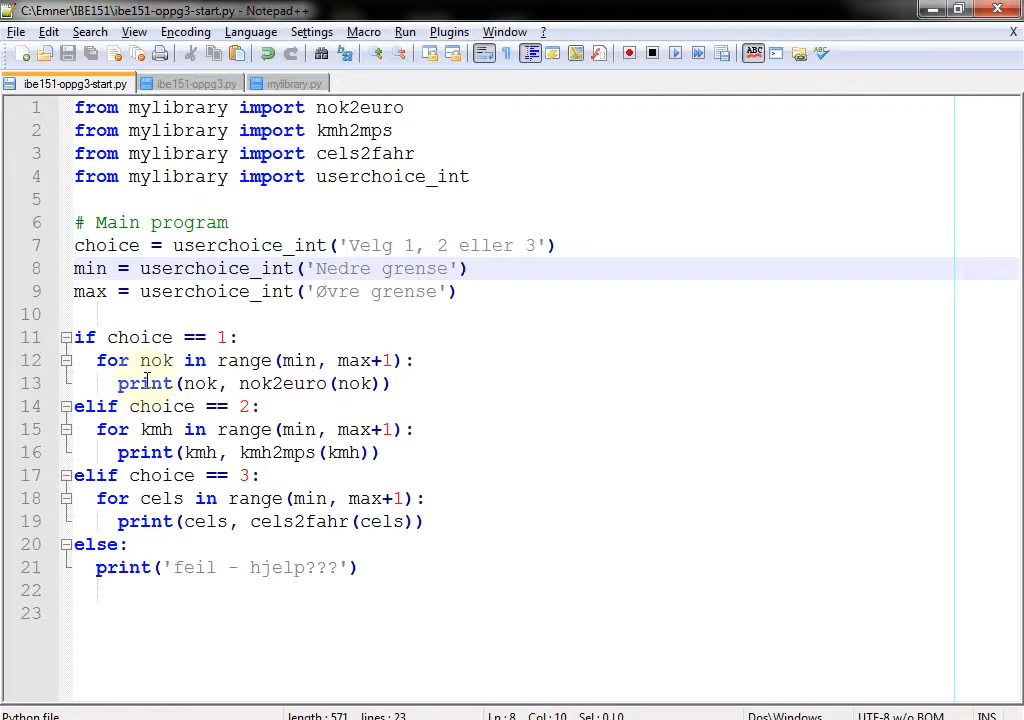 C:\Emner\IBE151\ibe151-oppg3-start.py - Notepad++
File Edit Search View Encoding Language Settings Macro Run Plugins Window ? X
ibe151-oppg3-start.py ibe151-oppg3.py mylibrary.py
1 from mylibrary import nok2euro
2 from mylibrary import kmh2mps
3 from mylibrary import cels2fahr
4 from mylibrary import userchoice_int
5
6 # Main program
7 choice = userchoice_int('Velg 1, 2 eller 3')
8 min = userchoice_int('Nedre grense')
9 max = userchoice_int('Øvre grense')
10
11 if choice == 1:
12 for nok in range(min, max+1):
13 print(nok, nok2euro(nok))
14 elif choice == 2:
15 for kmh in range(min, max+1):
16 print(kmh, kmh2mps(kmh))
17 elif choice == 3:
18 for cels in range(min, max+1):
19 print(cels, cels2fahr(cels))
20 else:
21 print('feil - hjelp???')
22
23
Python file length : 571 lines : 23 Ln : 8 Col : 10 Sel : 0 | 0 Dos\Windows UTF-8 w/o BOM INS